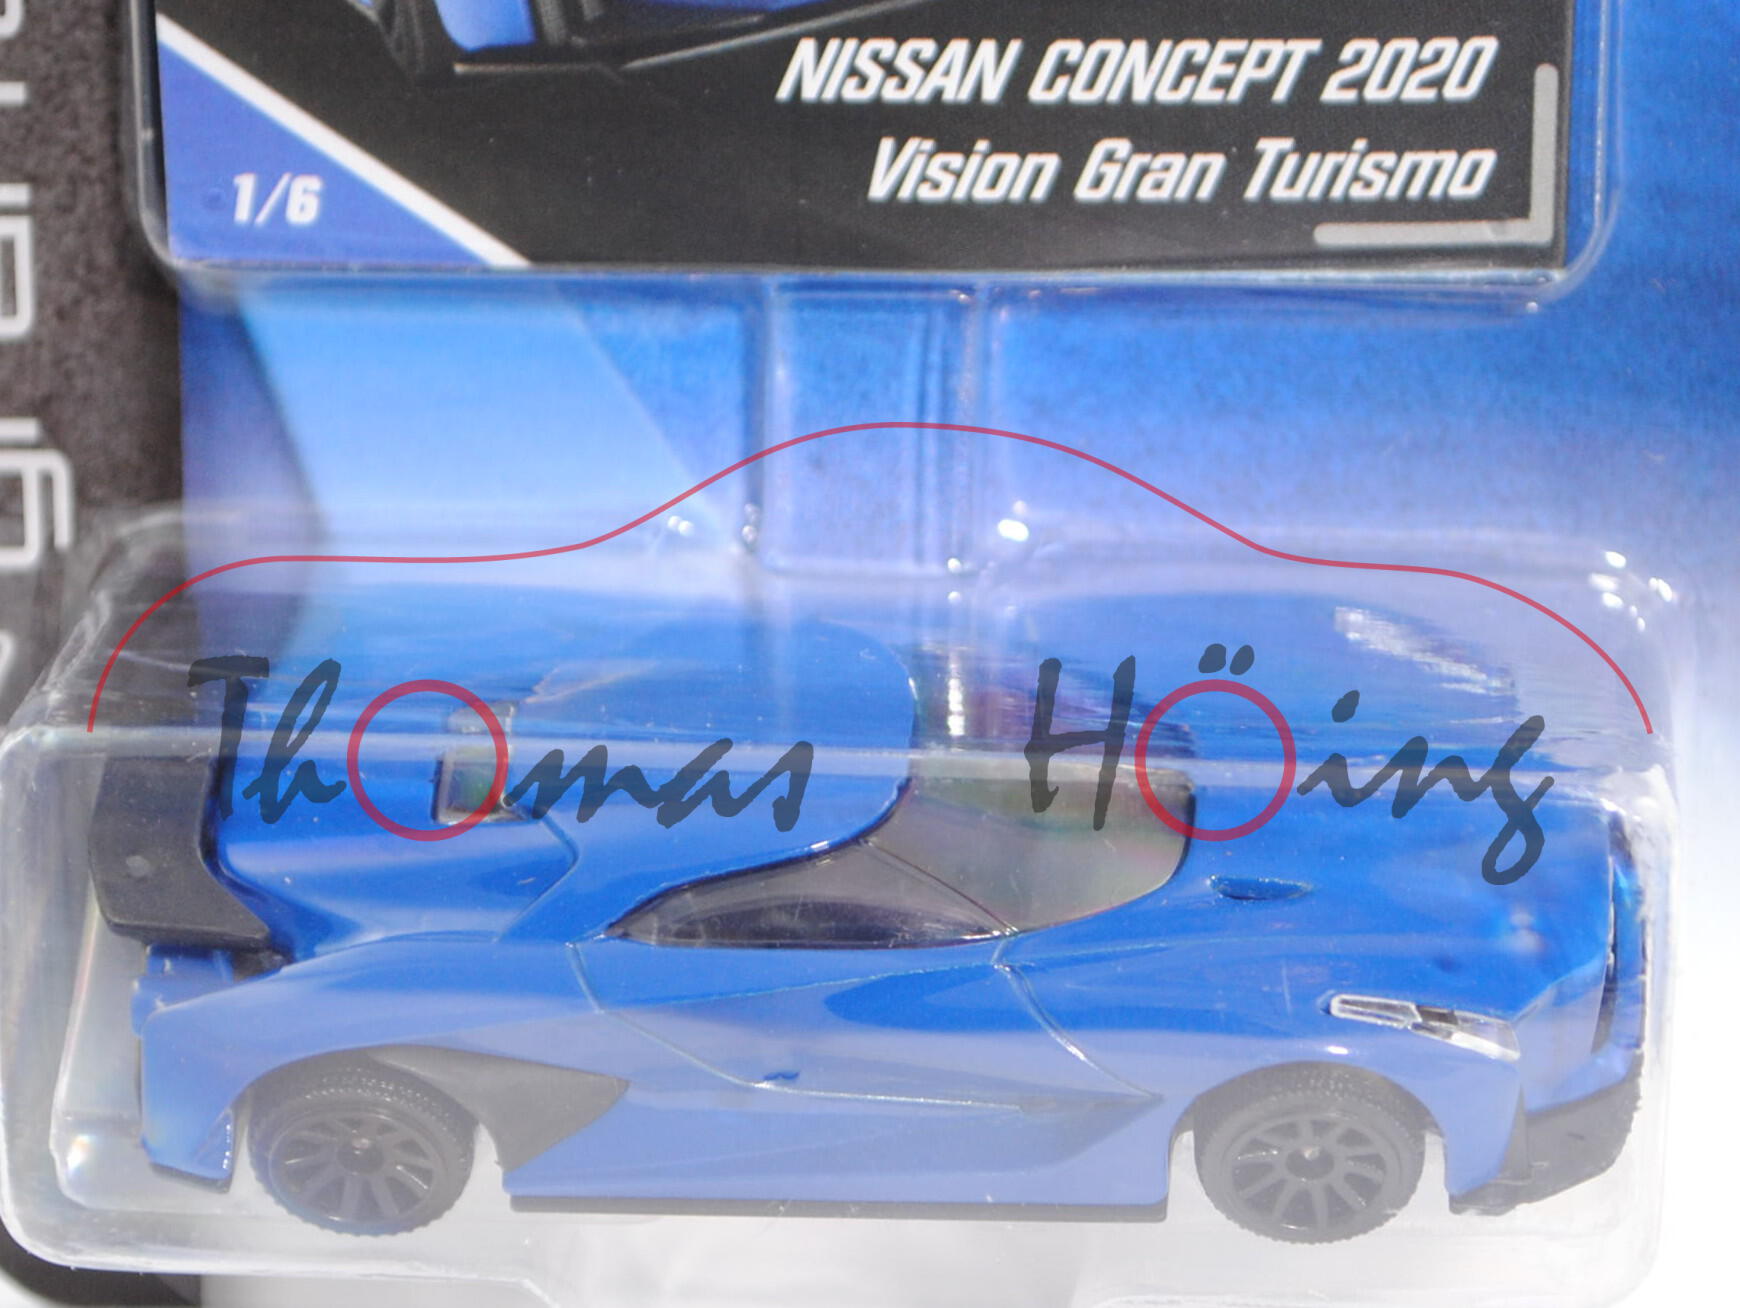 NISSAN CONCEPT 2020
Vision Gran Turismo
1/6
Thomas Höing